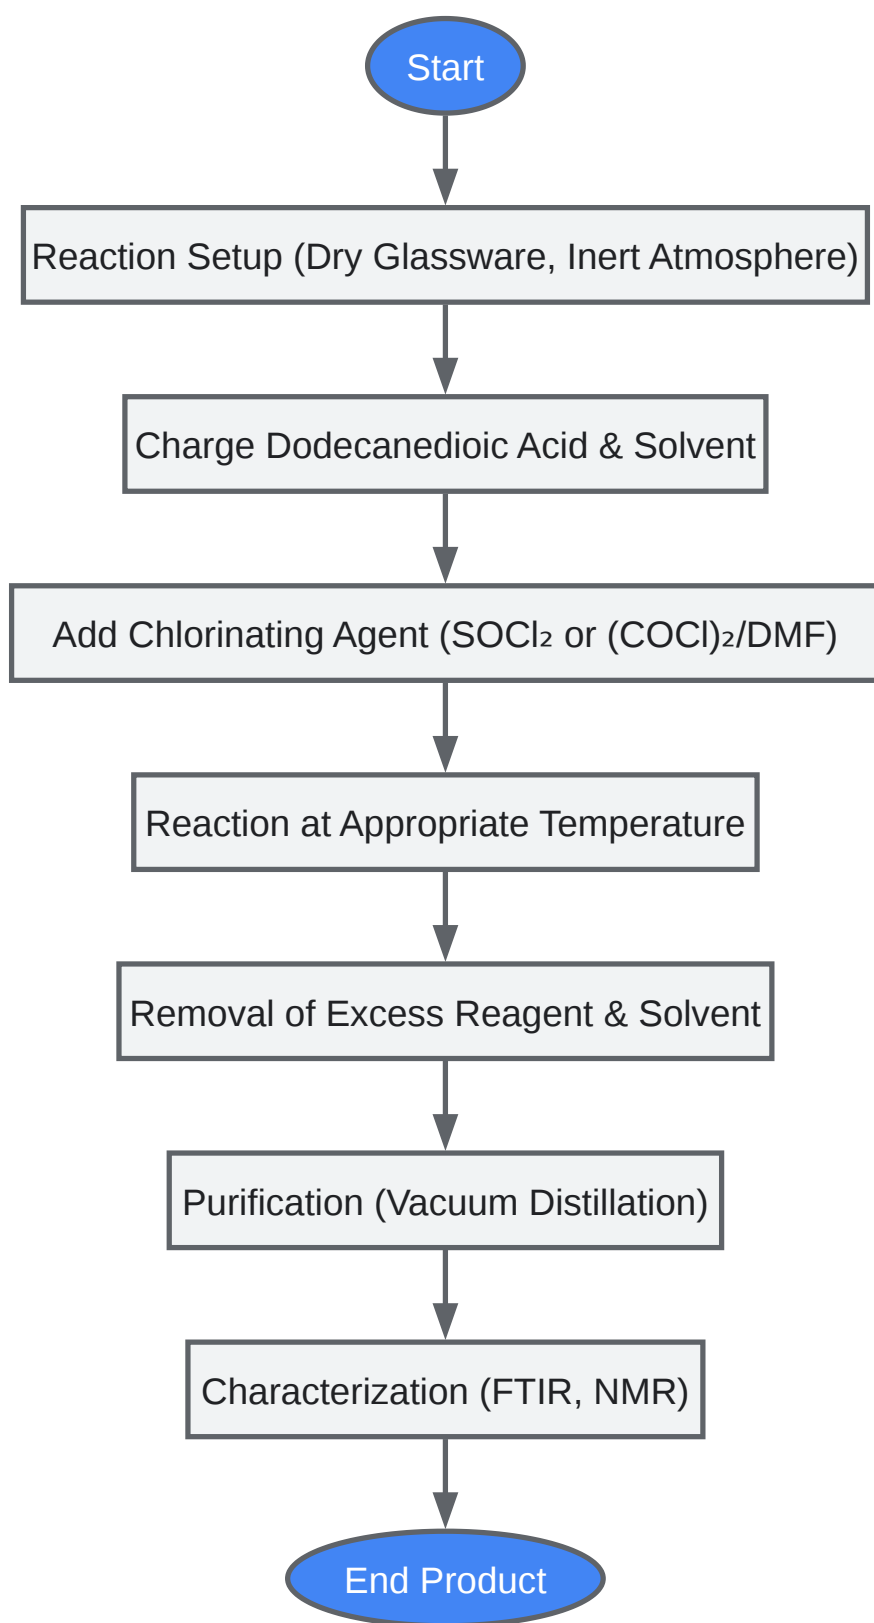 Start
Reaction Setup (Dry Glassware, Inert Atmosphere)
Charge Dodecanedioic Acid & Solvent
Add Chlorinating Agent (SOCl₂ or (COCl)₂/DMF)
Reaction at Appropriate Temperature
Removal of Excess Reagent & Solvent
Purification (Vacuum Distillation)
Characterization (FTIR, NMR)
End Product